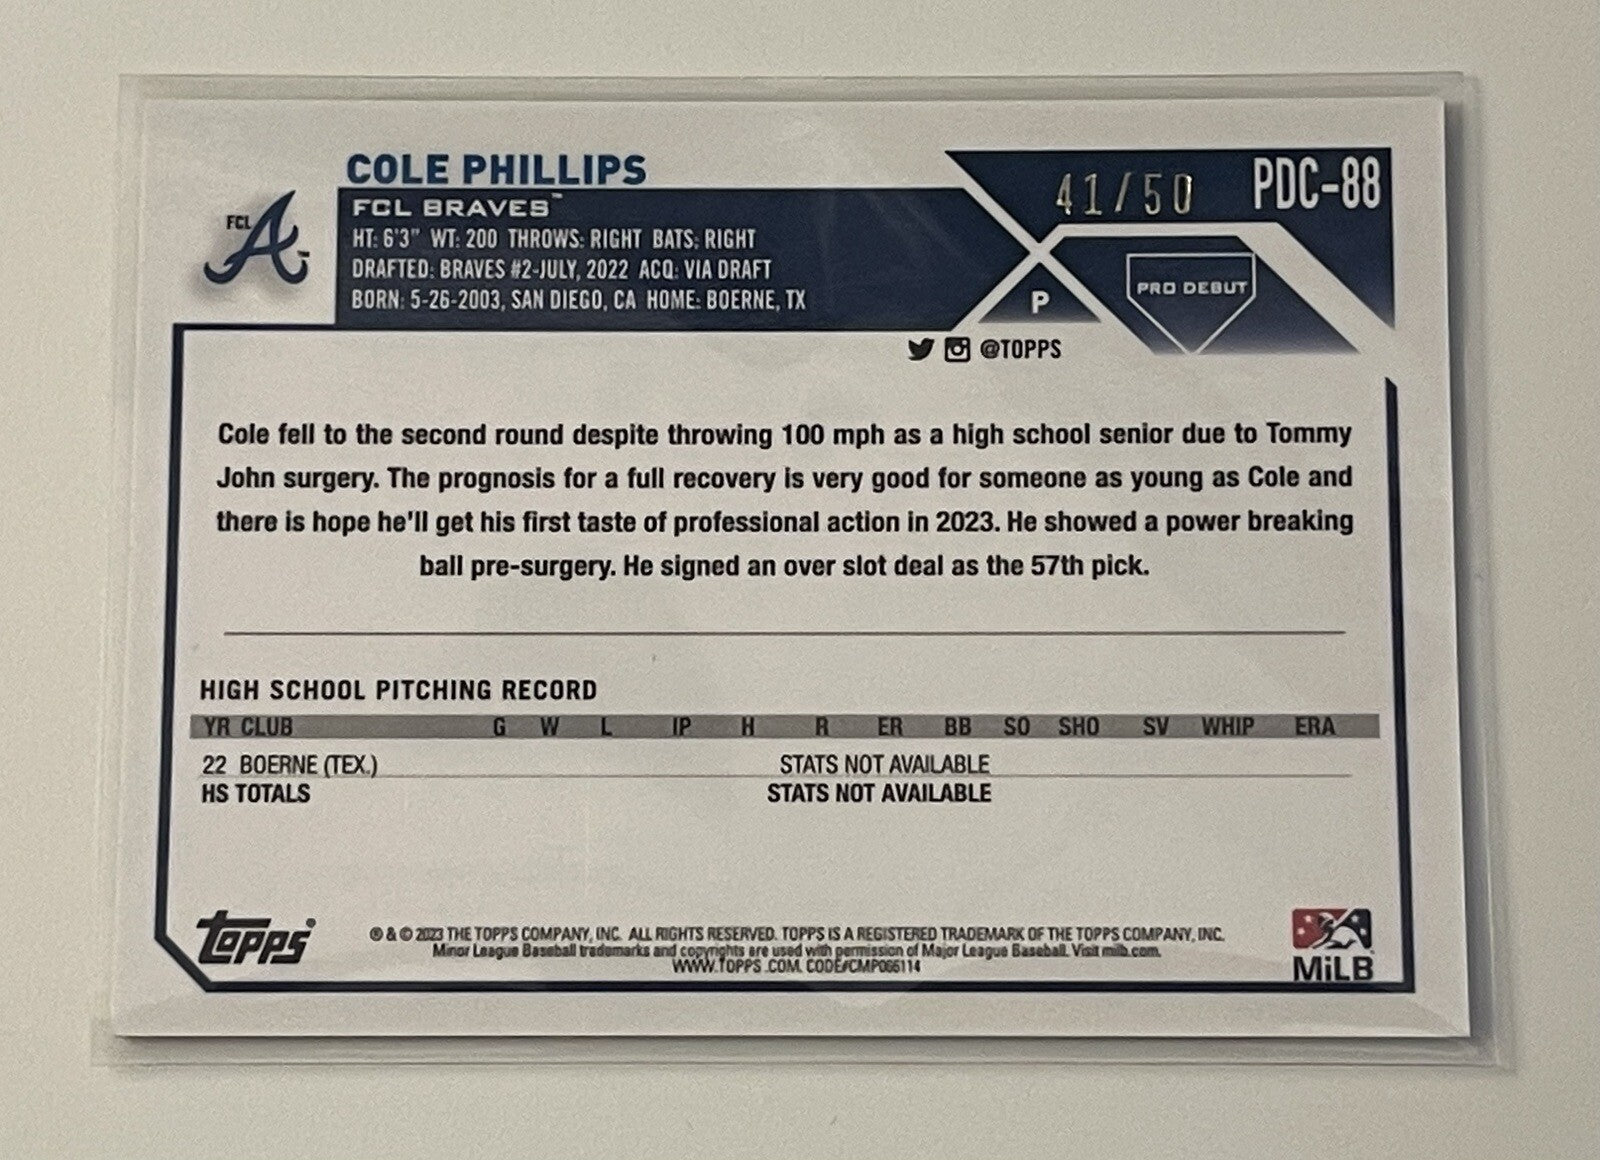 COLE PHILLIPS
FCL BRAVES™
HT: 6'3" WT: 200 THROWS: RIGHT BATS: RIGHT
DRAFTED: BRAVES #2-JULY, 2022 ACQ: VIA DRAFT
BORN: 5-26-2003, SAN DIEGO, CA HOME: BOERNE, TX
FCL A™
41/50
PDC-88
P
PRO DEBUT
@TOPPS
Cole fell to the second round despite throwing 100 mph as a high school senior due to Tommy
John surgery. The prognosis for a full recovery is very good for someone as young as Cole and
there is hope he'll get his first taste of professional action in 2023. He showed a power breaking
ball pre-surgery. He signed an over slot deal as the 57th pick.
HIGH SCHOOL PITCHING RECORD
YR CLUB G W L IP H R ER BB SO SHO SV WHIP ERA
22 BOERNE (TEX.) STATS NOT AVAILABLE
HS TOTALS STATS NOT AVAILABLE
Topps®
® & © 2023 THE TOPPS COMPANY, INC. ALL RIGHTS RESERVED. TOPPS IS A REGISTERED TRADEMARK OF THE TOPPS COMPANY, INC.
Minor League Baseball trademarks and copyrights are used with permission of Major League Baseball. Visit milb.com.
WWW.TOPPS.COM. CODE#CMP066114
MiLB